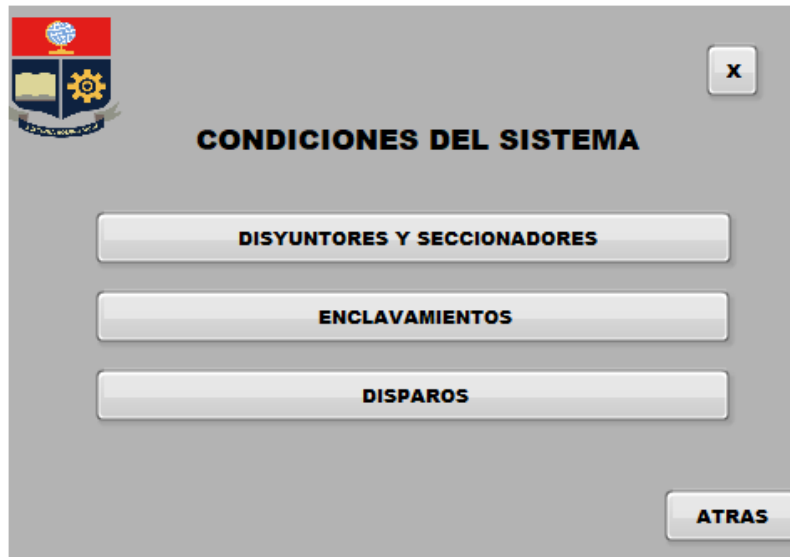 X
CONDICIONES DEL SISTEMA
DISYUNTORES Y SECCIONADORES
ENCLAVAMIENTOS
DISPAROS
ATRAS